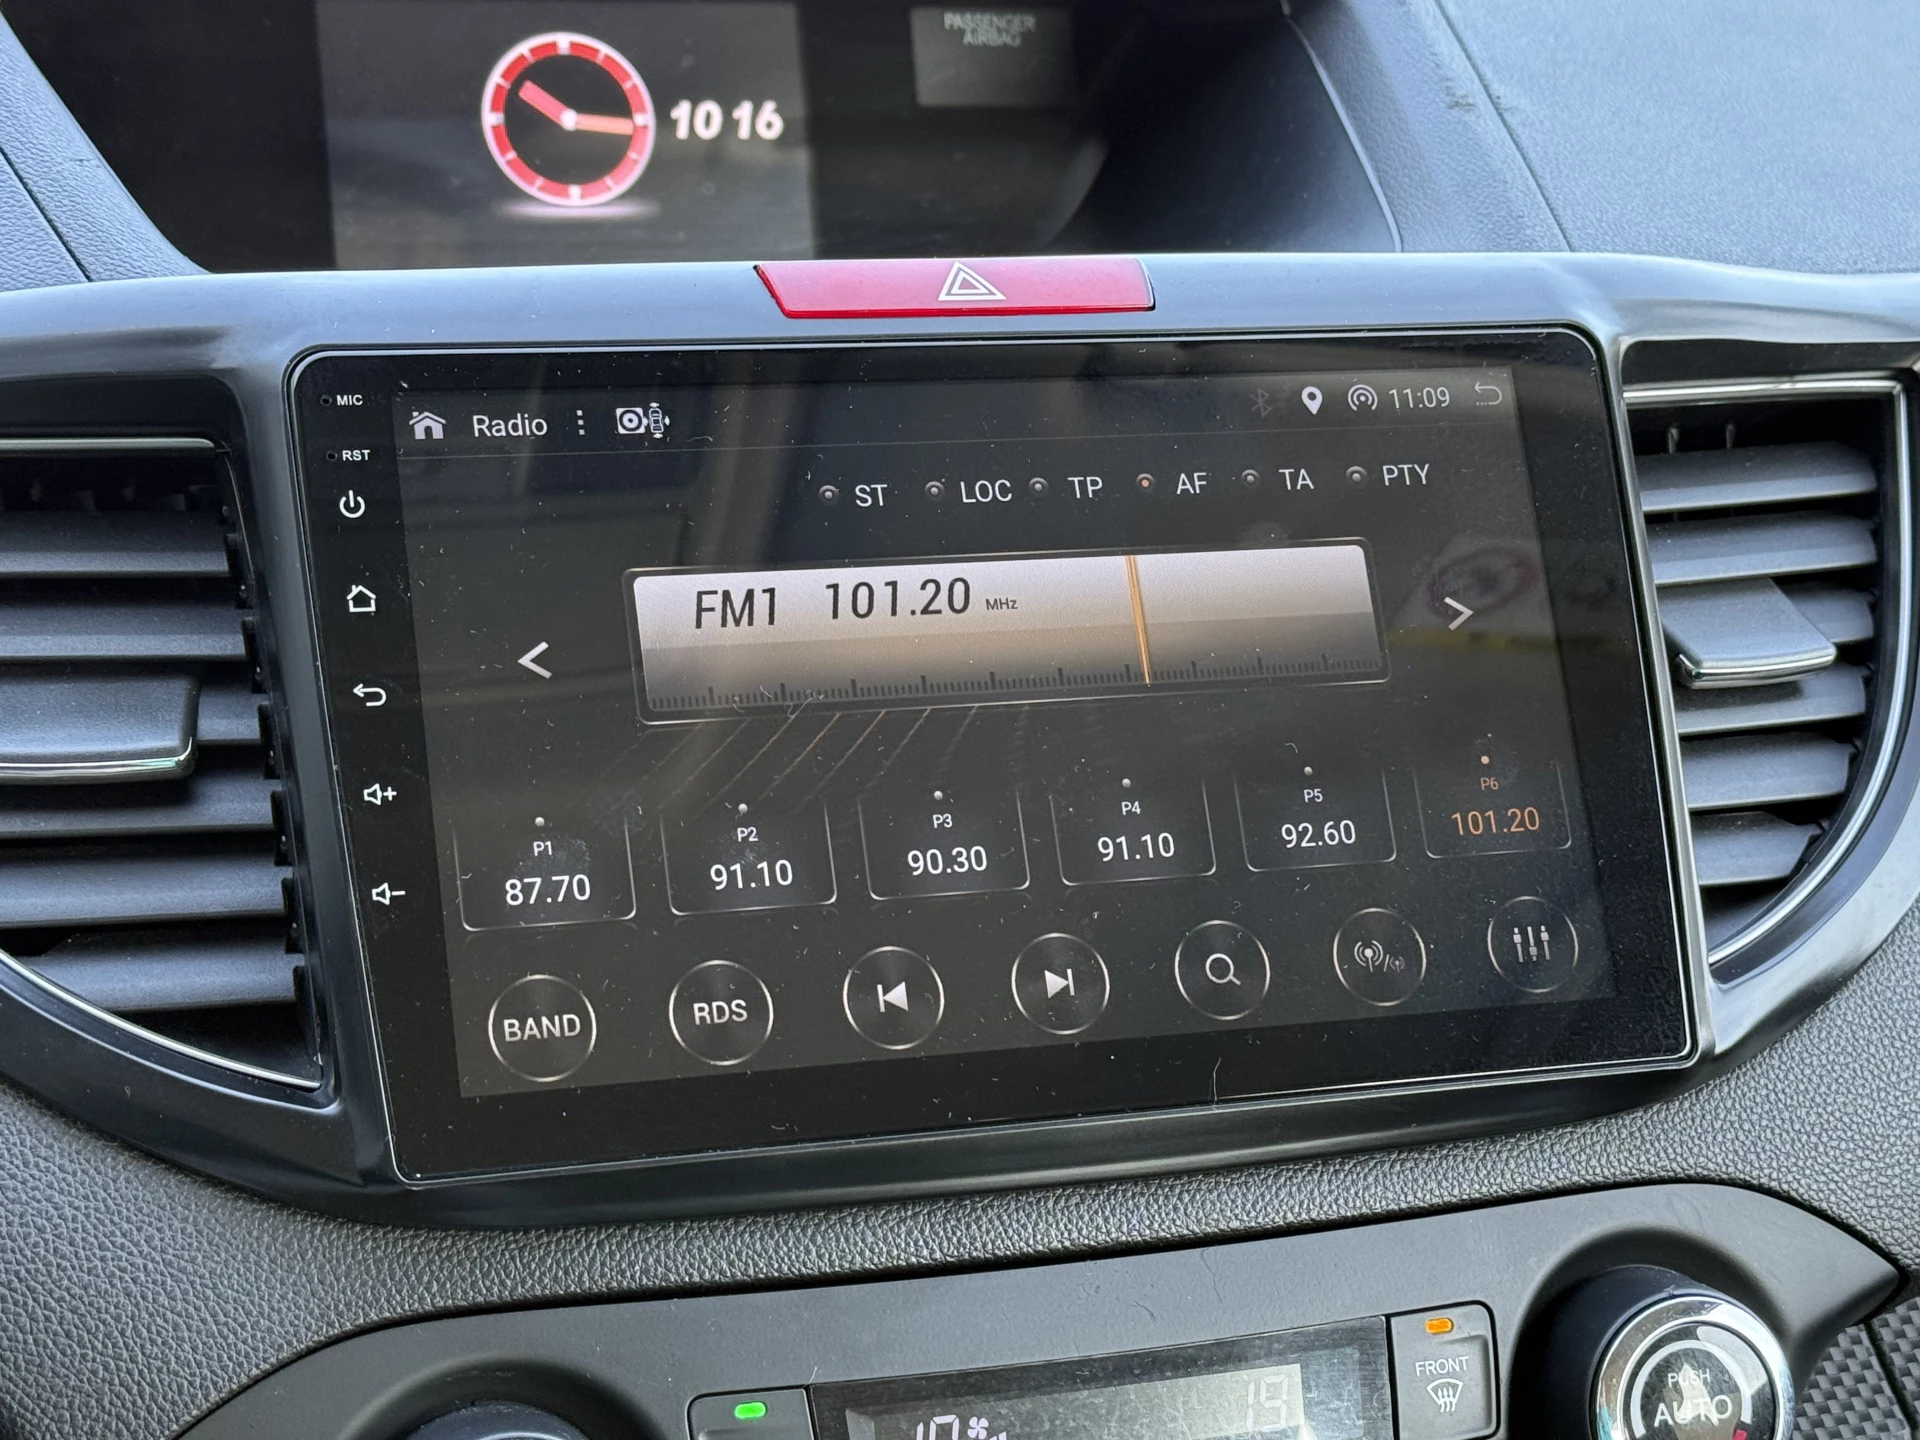 PASSENGER
AIRBAG
10 16
MIC
RST
Radio
11:09
ST LOC TP AF TA PTY
FM1 101.20 MHz
P1 P2 P3 P4 P5 P6
87.70 91.10 90.30 91.10 92.60 101.20
BAND RDS
FRONT
PUSH
AUTO
19